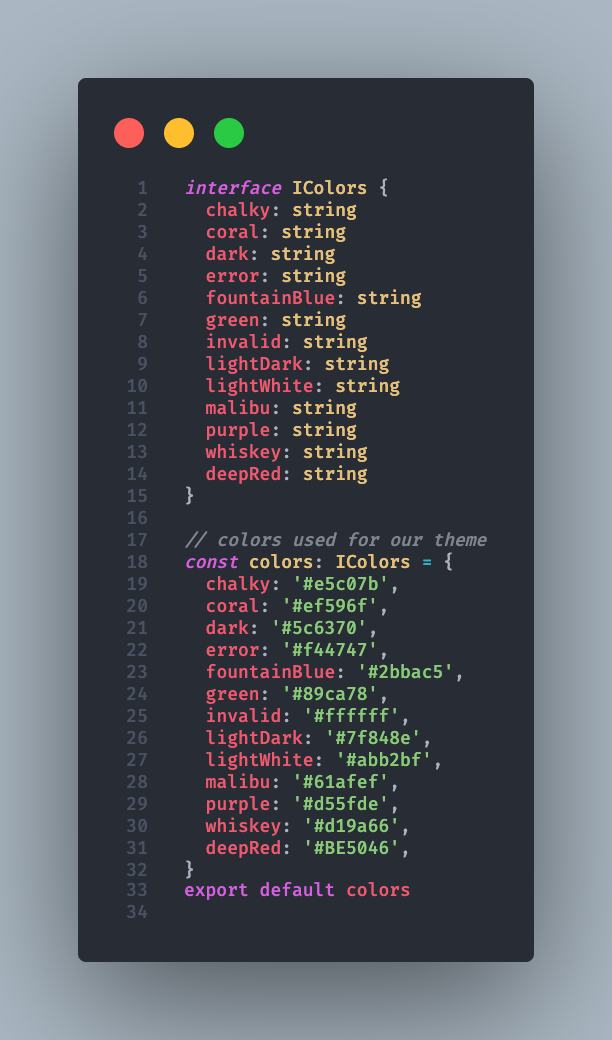 1 interface IColors {
2 chalky: string
3 coral: string
4 dark: string
5 error: string
6 fountainBlue: string
7 green: string
8 invalid: string
9 lightDark: string
10 lightWhite: string
11 malibu: string
12 purple: string
13 whiskey: string
14 deepRed: string
15 }
16
17 // colors used for our theme
18 const colors: IColors = {
19 chalky: '#e5c07b',
20 coral: '#ef596f',
21 dark: '#5c6370',
22 error: '#f44747',
23 fountainBlue: '#2bbac5',
24 green: '#89ca78',
25 invalid: '#ffffff',
26 lightDark: '#7f848e',
27 lightWhite: '#abb2bf',
28 malibu: '#61afef',
29 purple: '#d55fde',
30 whiskey: '#d19a66',
31 deepRed: '#BE5046',
32 }
33 export default colors
34